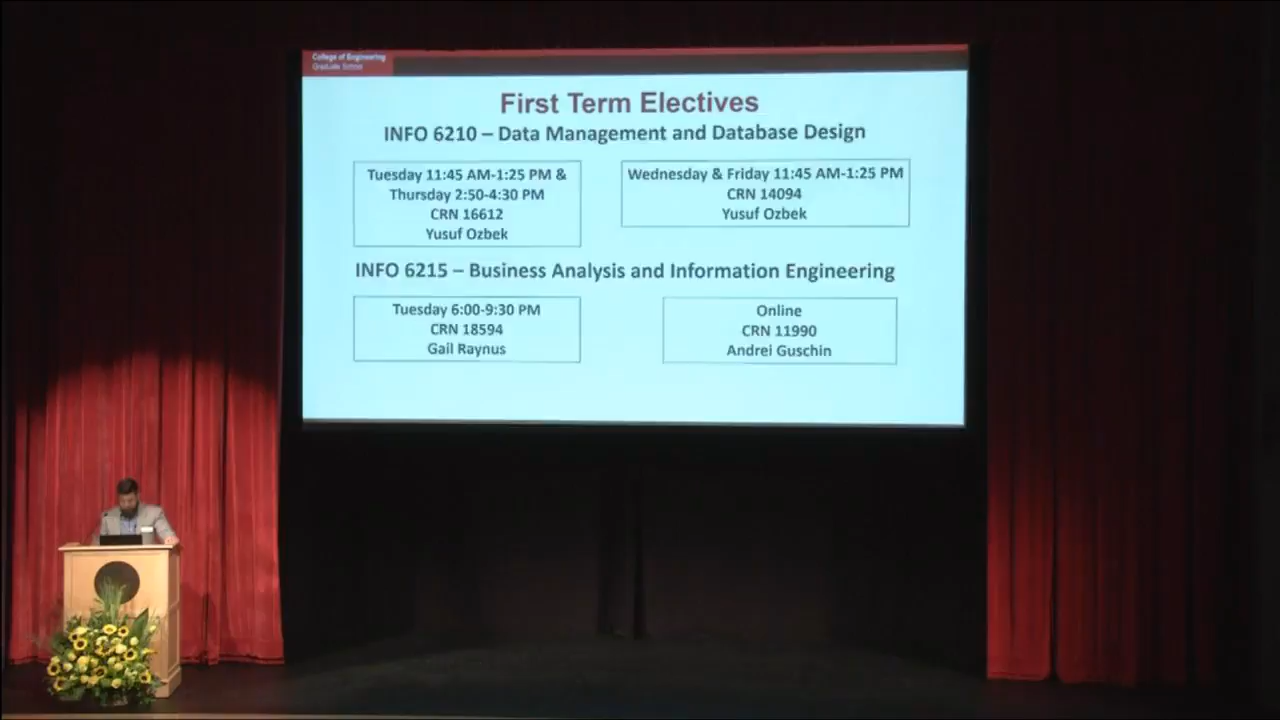 College of Engineering
Graduate School
First Term Electives
INFO 6210 – Data Management and Database Design
Tuesday 11:45 AM-1:25 PM &
Thursday 2:50-4:30 PM
CRN 16612
Yusuf Ozbek
Wednesday & Friday 11:45 AM-1:25 PM
CRN 14094
Yusuf Ozbek
INFO 6215 – Business Analysis and Information Engineering
Tuesday 6:00-9:30 PM
CRN 18594
Gail Raynus
Online
CRN 11990
Andrei Guschin